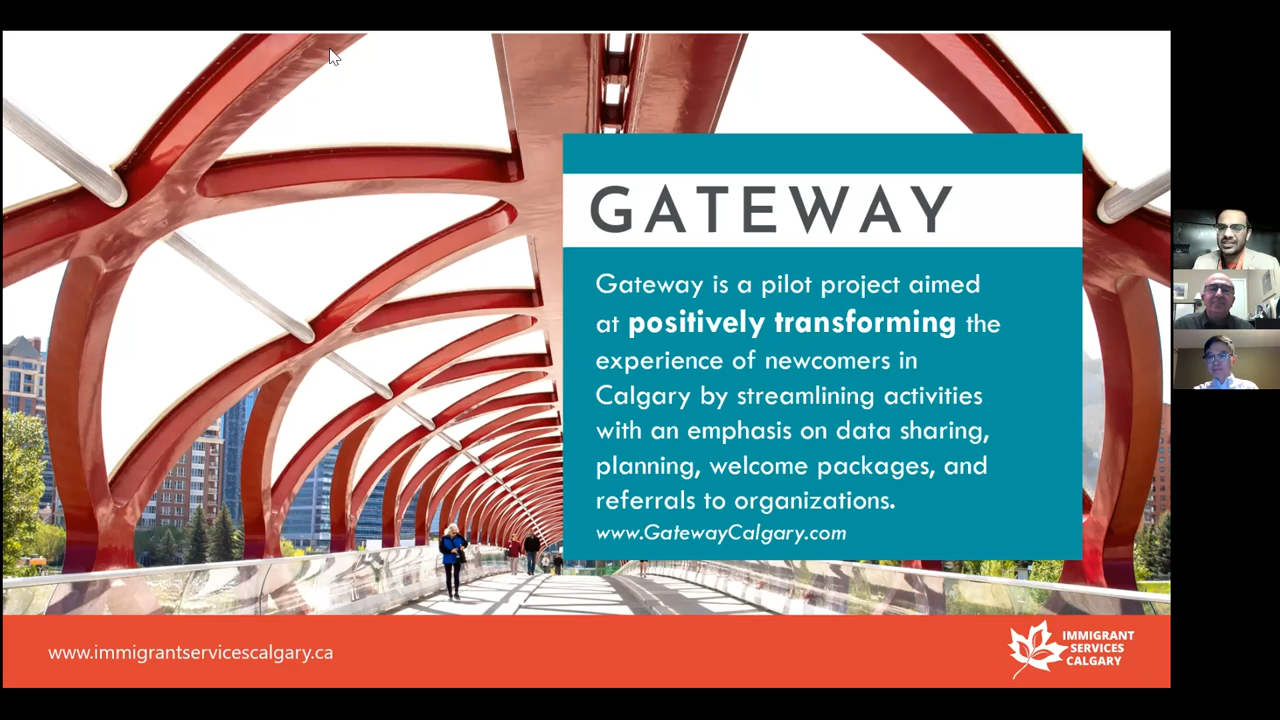 GATEWAY
Gateway is a pilot project aimed
at positively transforming the
experience of newcomers in
Calgary by streamlining activities
with an emphasis on data sharing,
planning, welcome packages, and
referrals to organizations.
www.GatewayCalgary.com
www.immigrantservicescalgary.ca
IMMIGRANT
SERVICES
CALGARY